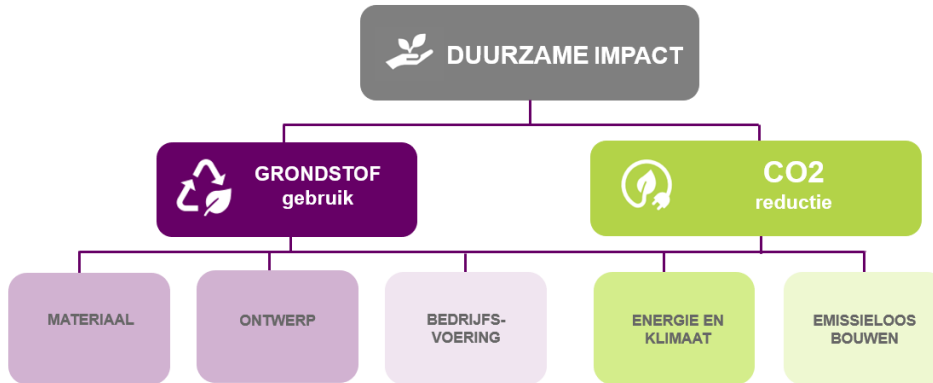 DUURZAME IMPACT
GRONDSTOF
gebruik
CO2
reductie
MATERIAAL
ONTWERP
BEDRIJFS-
VOERING
ENERGIE EN
KLIMAAT
EMISSIELOOS
BOUWEN